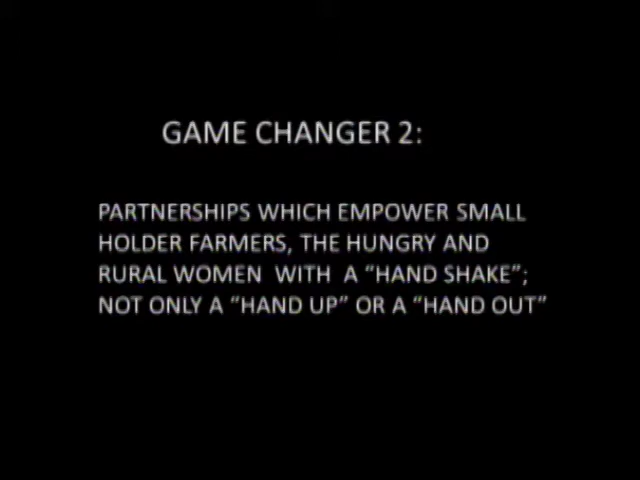 GAME CHANGER 2:
PARTNERSHIPS WHICH EMPOWER SMALL
HOLDER FARMERS, THE HUNGRY AND
RURAL WOMEN  WITH  A “HAND SHAKE”;
NOT ONLY A “HAND UP” OR A “HAND OUT”